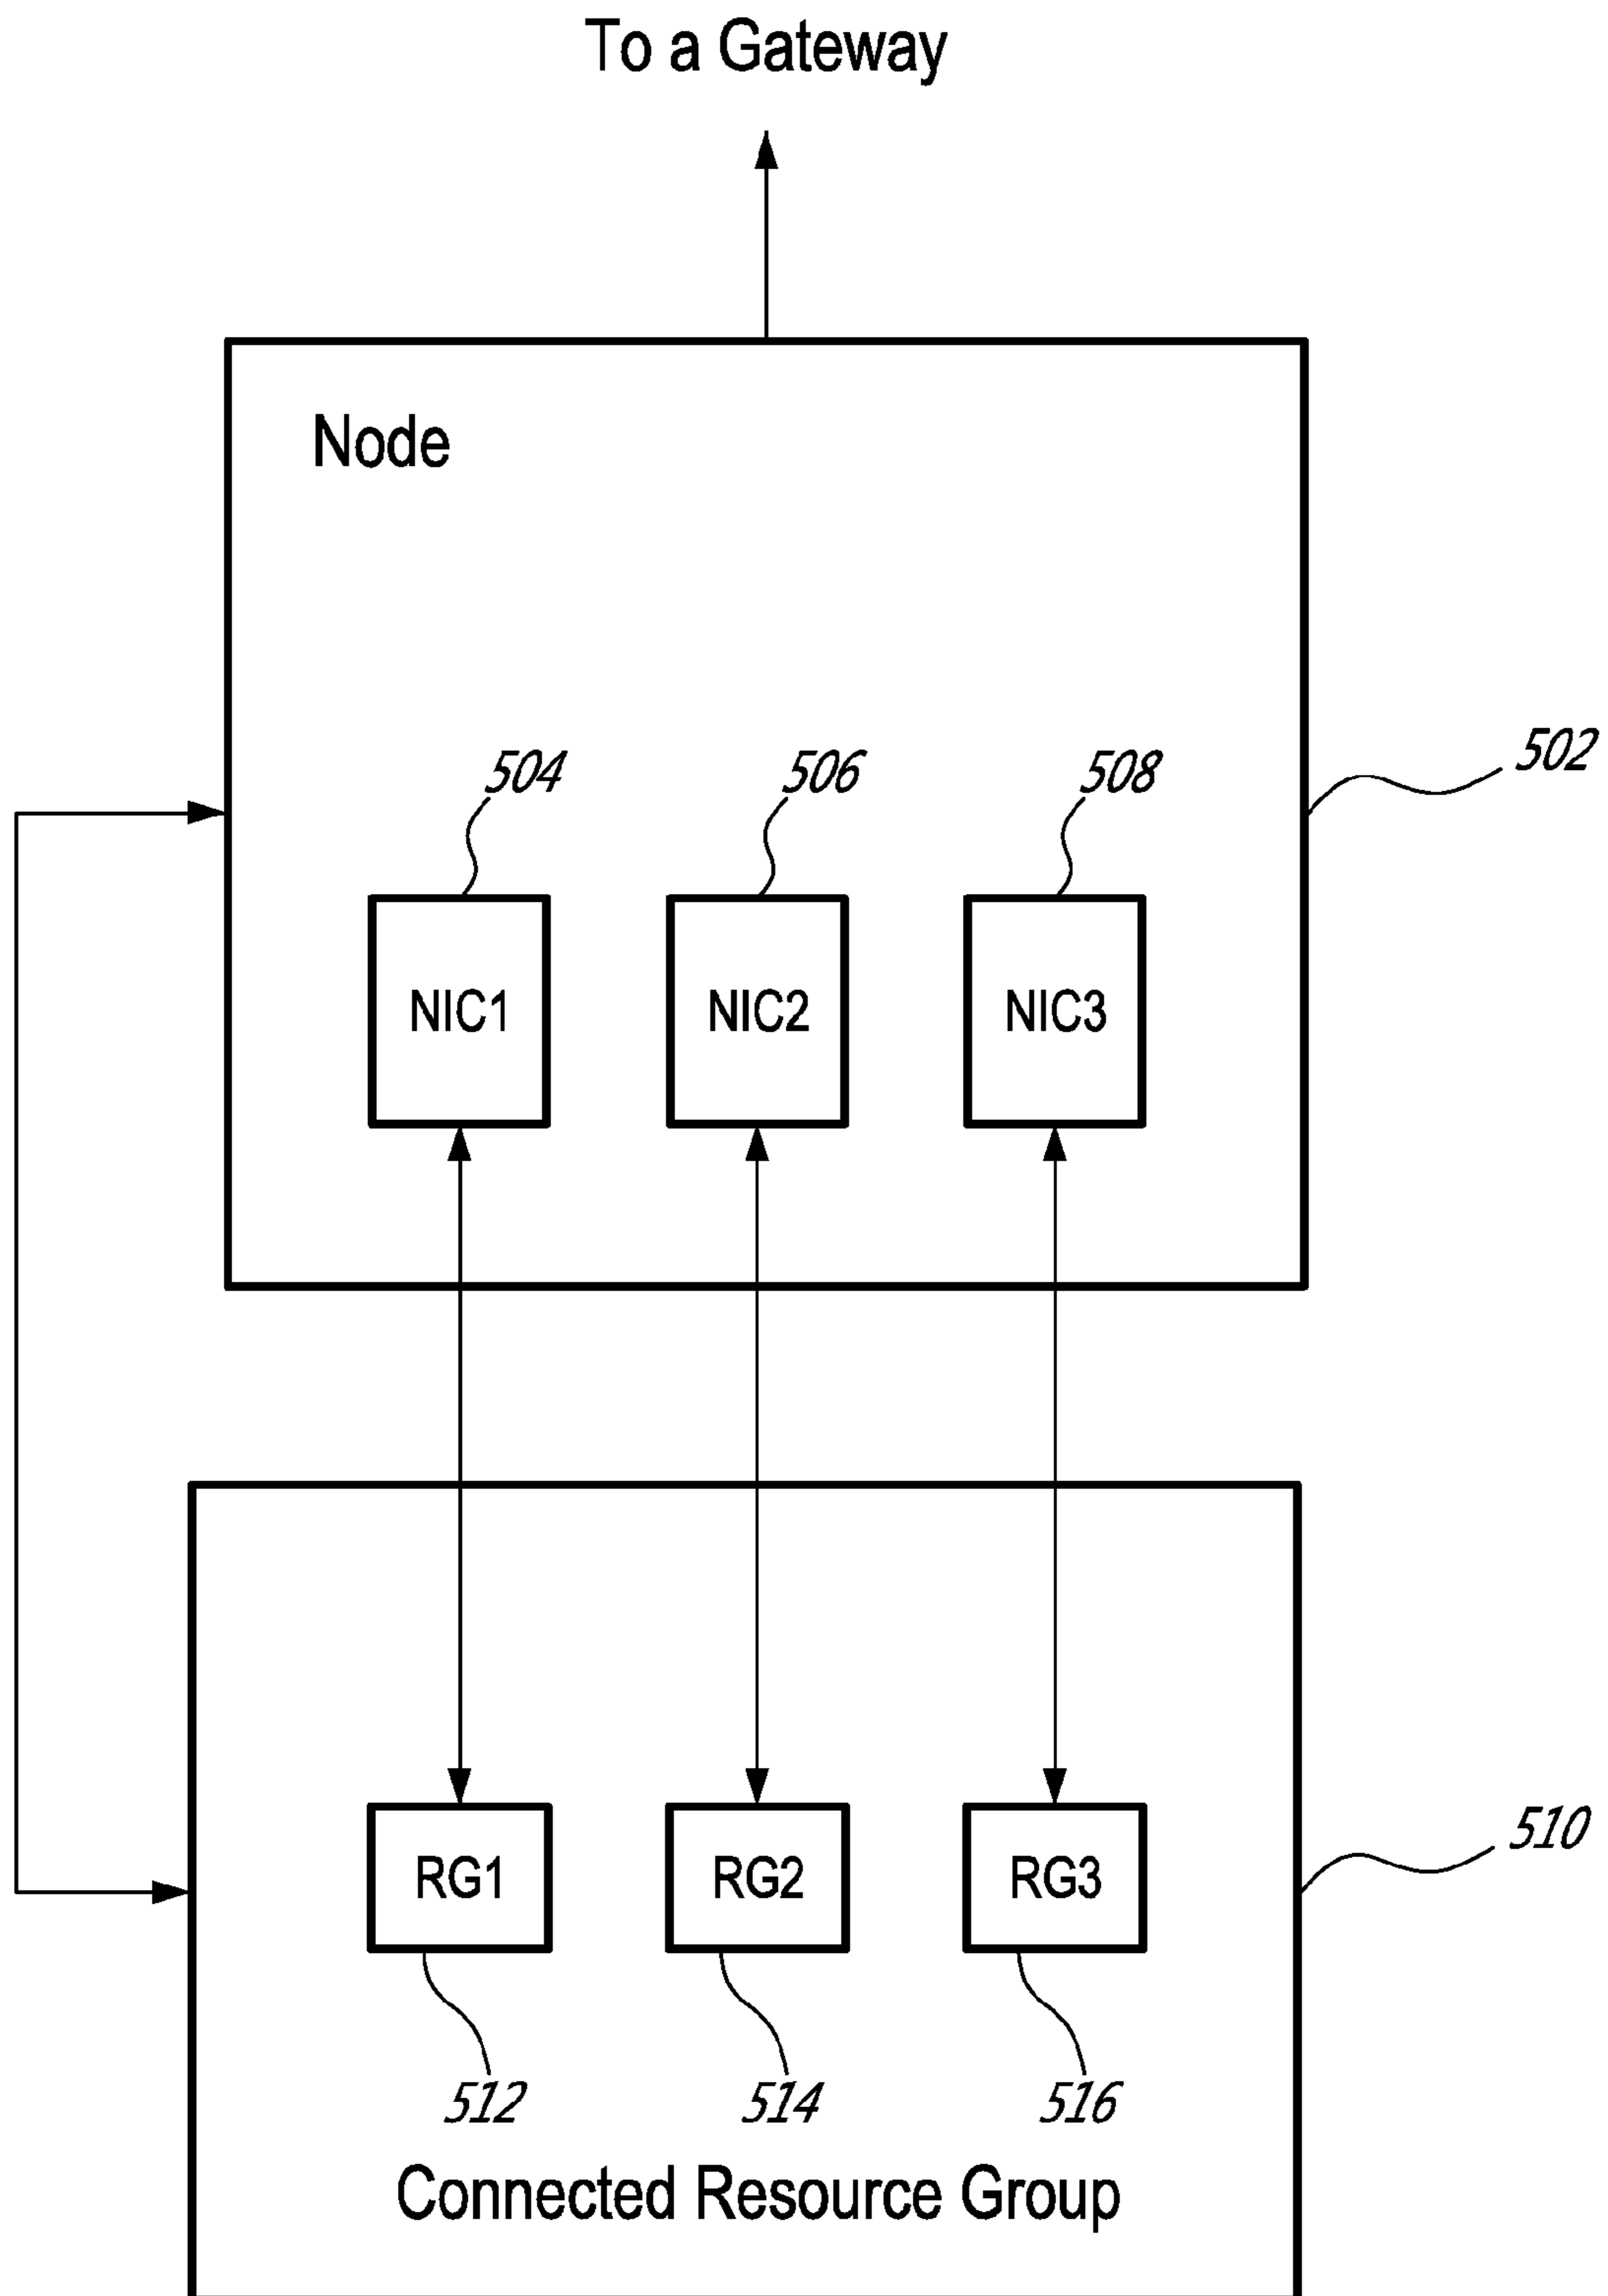 To a Gateway
Node
502
504 506 508
NIC1 NIC2 NIC3
510
RG1 RG2 RG3
512 514 516
Connected Resource Group